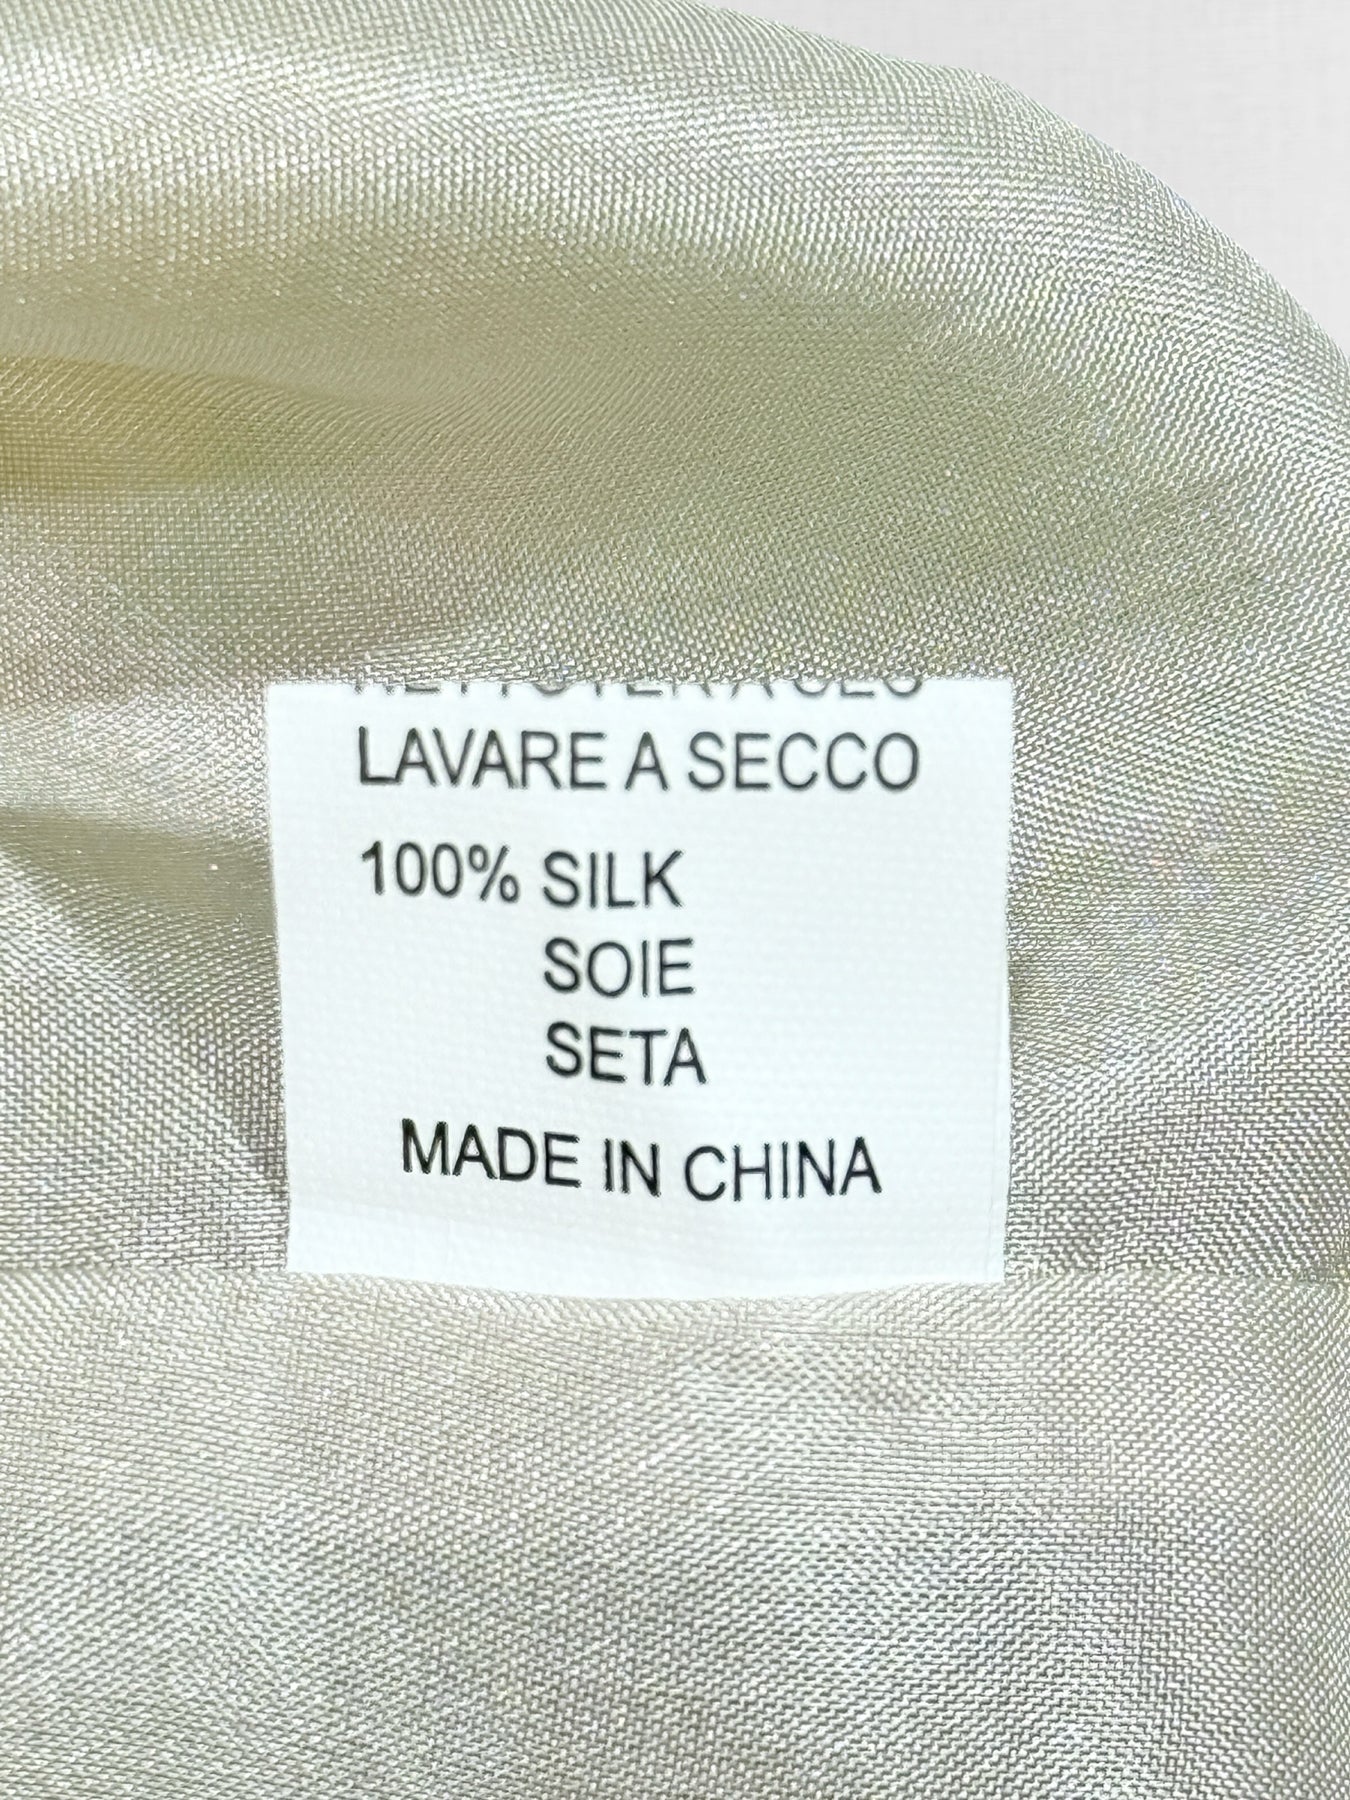 LAVARE A SECCO
100% SILK
SOIE
SETA
MADE IN CHINA